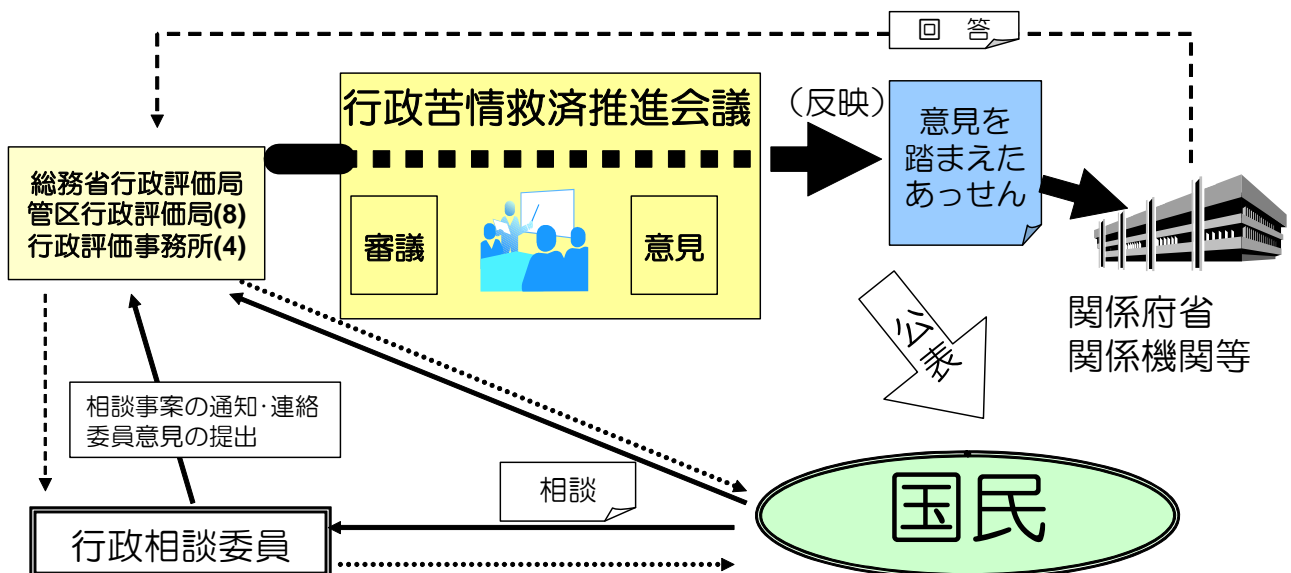 回　答
行政苦情救済推進会議
（反映）
意見を
踏まえた
あっせん
総務省行政評価局
管区行政評価局(8)
行政評価事務所(4)
審議
意見
関係府省
関係機関等
公表
相談事案の通知･連絡
委員意見の提出
相談
国民
行政相談委員